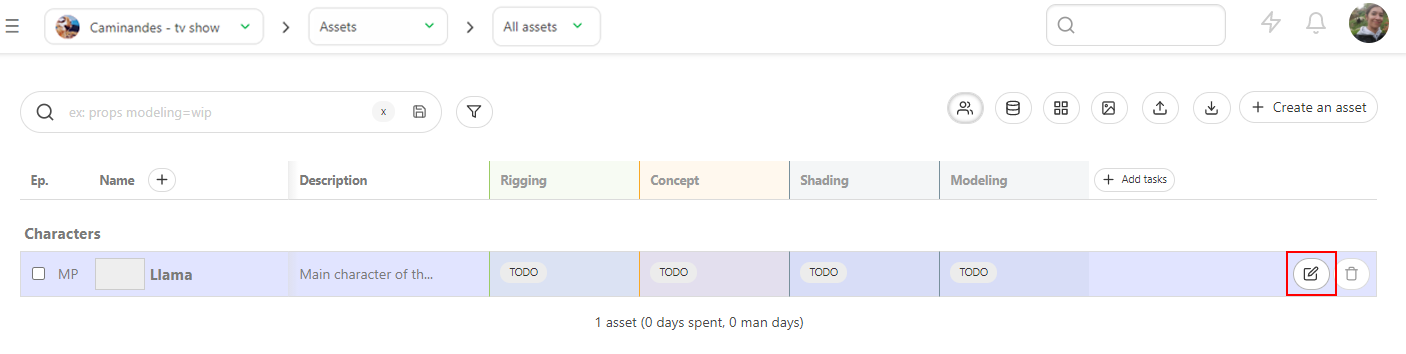 Caminandes - tv show Assets All assets
ex: props modeling=wip x Create an asset
Ep. Name Description Rigging Concept Shading Modeling Add tasks
Characters
MP Llama Main character of th... TODO TODO TODO TODO
1 asset (0 days spent, 0 man days)